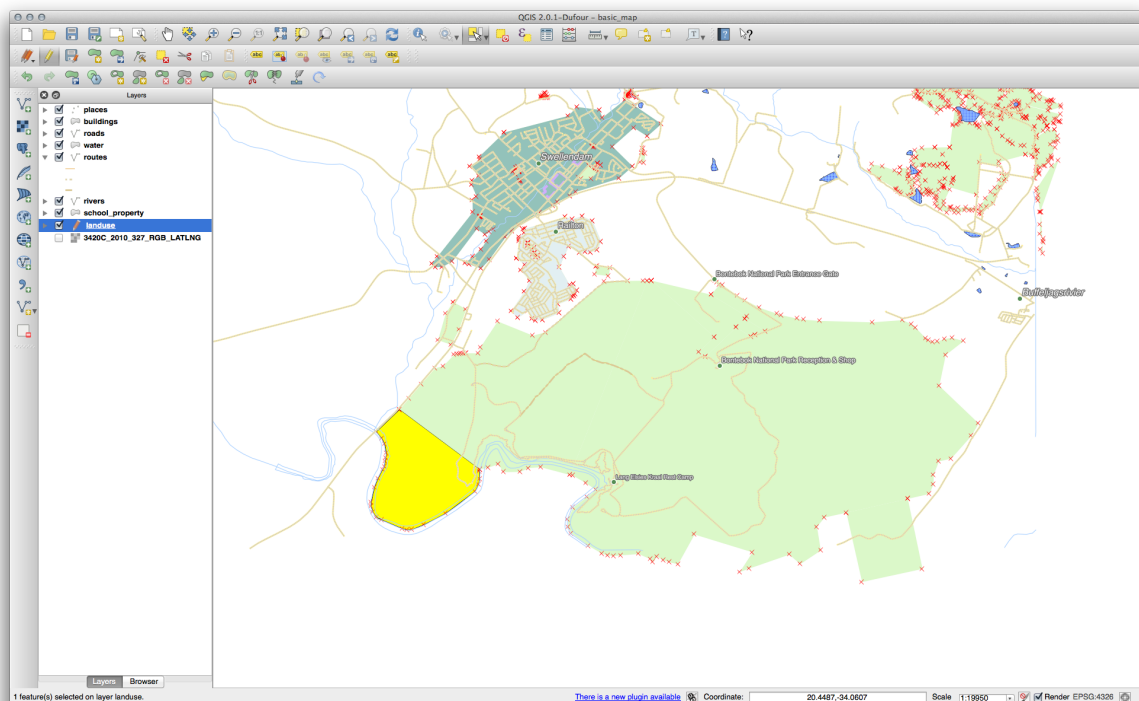 QGIS 2.0.1-Dufour - basic_map
Layers
places
buildings
roads
water
routes
rivers
school_property
landuse
3420C_2010_327_RGB_LATLNG
Swellendam
Railton
Bontebok National Park Entrance Gate
Buffeljagsrivier
Bontebok National Park Reception & Shop
Lang Elsies Kraal Rest Camp
Layers
Browser
1 feature(s) selected on layer landuse.
There is a new plugin available
Coordinate:
20.4487,-34.0607
Scale
1:19950
Render
EPSG:4326